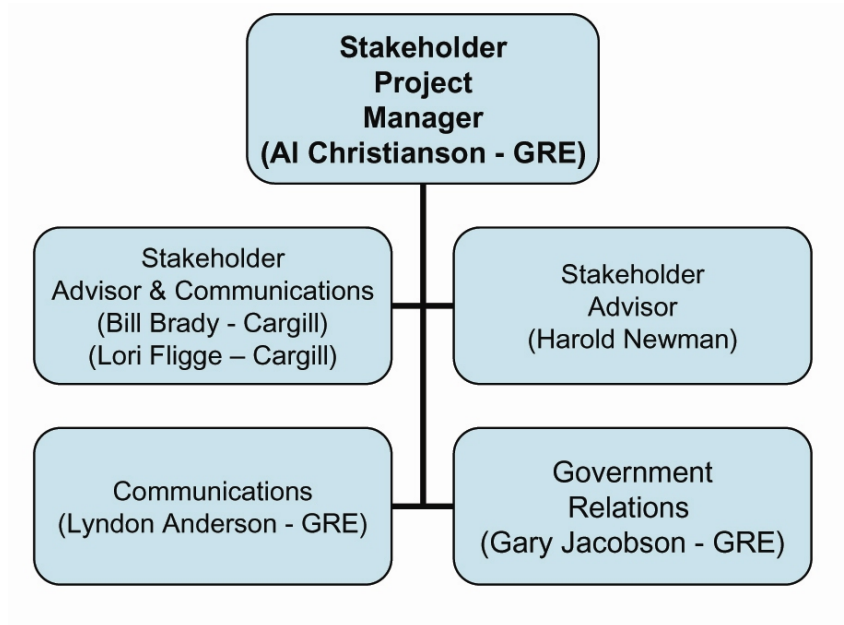 Stakeholder
Project
Manager
(Al Christianson - GRE)
Stakeholder
Advisor & Communications
(Bill Brady - Cargill)
(Lori Fligge – Cargill)
Stakeholder
Advisor
(Harold Newman)
Communications
(Lyndon Anderson - GRE)
Government
Relations
(Gary Jacobson - GRE)